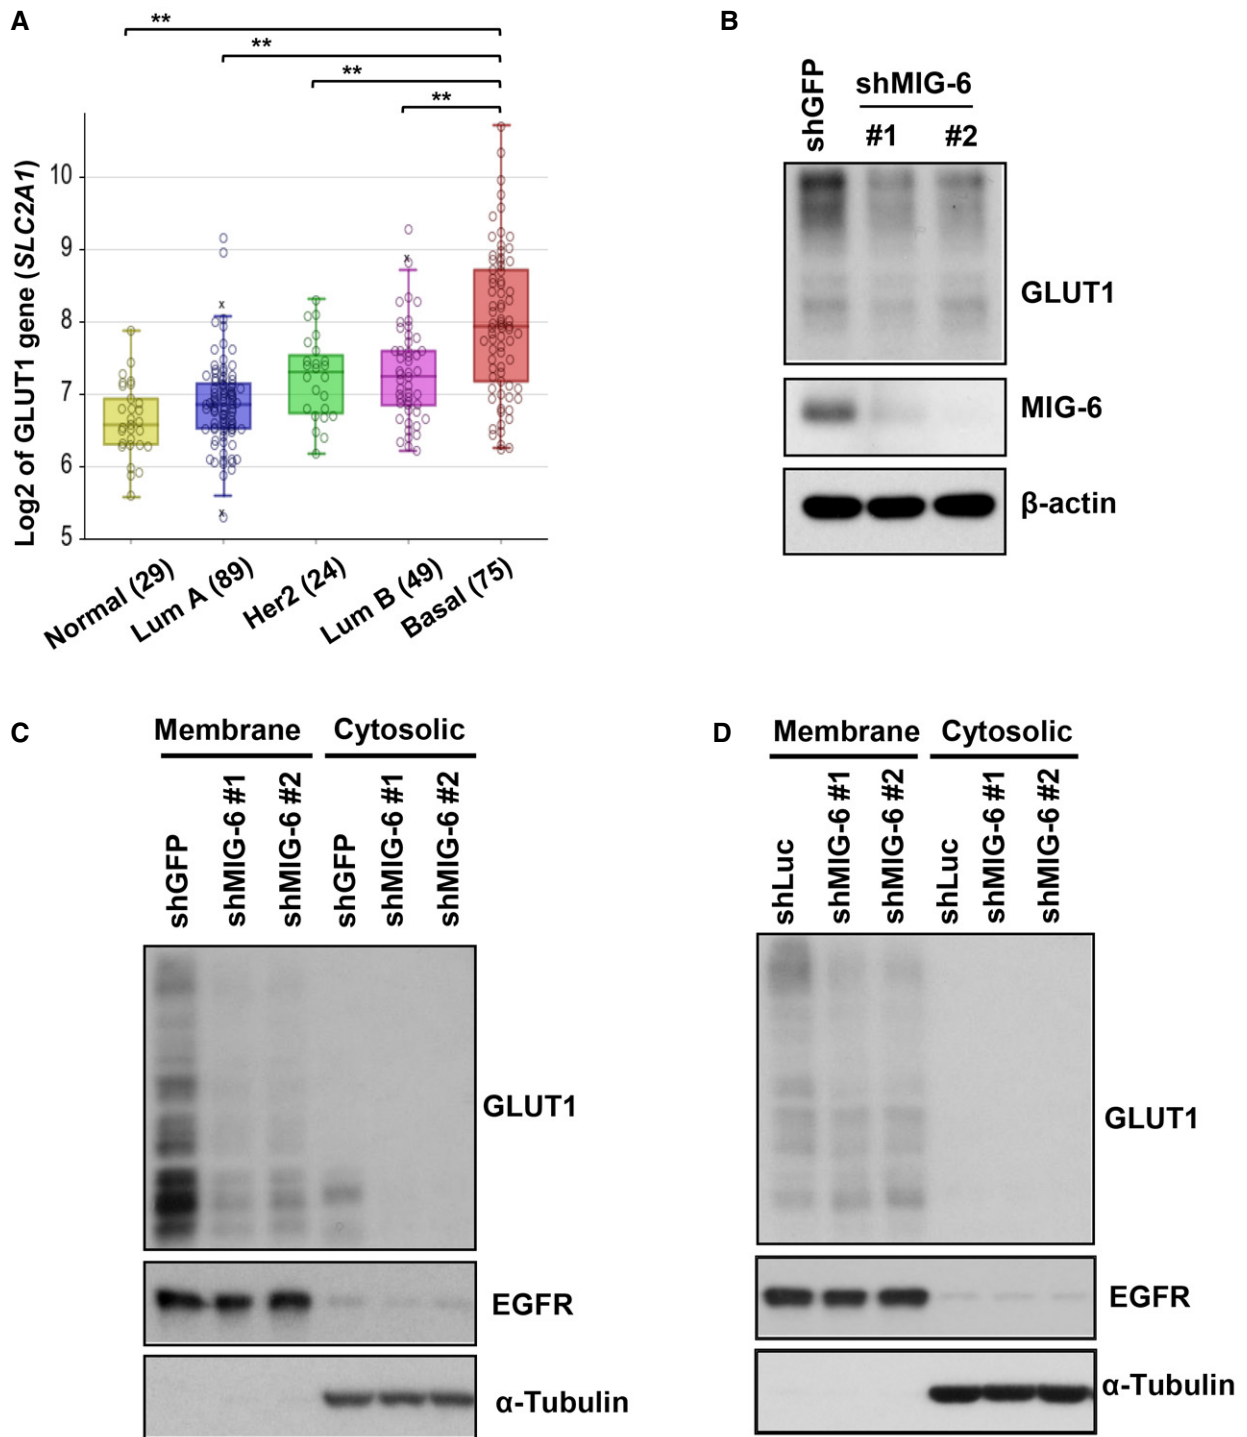 A
**
**
**
**
Log2 of GLUT1 gene (SLC2A1)
10
9
8
7
6
5
x
x
x
Normal (29)
Lum A (89)
Her2 (24)
Lum B (49)
Basal (75)
B
shGFP
shMIG-6
#1 #2
GLUT1
MIG-6
β-actin
C
Membrane Cytosolic
shGFP
shMIG-6 #1
shMIG-6 #2
shGFP
shMIG-6 #1
shMIG-6 #2
GLUT1
EGFR
α-Tubulin
D
Membrane Cytosolic
shLuc
shMIG-6 #1
shMIG-6 #2
shLuc
shMIG-6 #1
shMIG-6 #2
GLUT1
EGFR
α-Tubulin